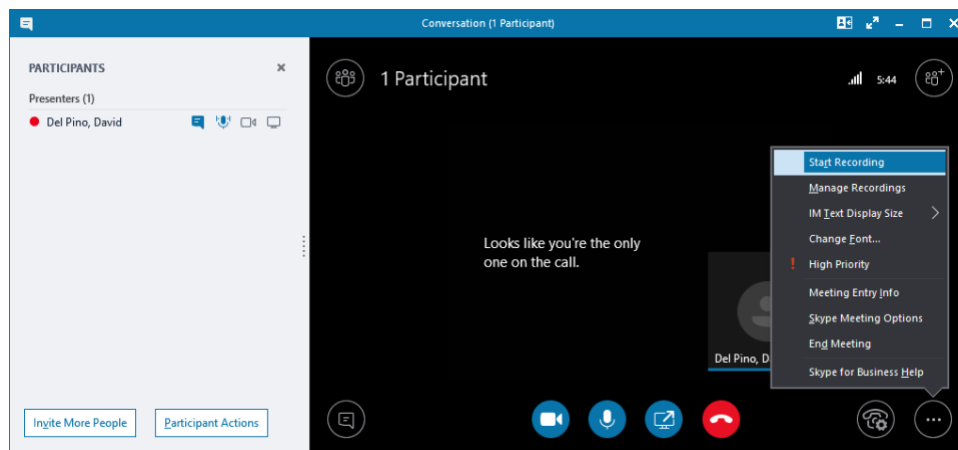 Conversation (1 Participant)
PARTICIPANTS
Presenters (1)
Del Pino, David
Invite More People
Participant Actions
1 Participant
5:44
Looks like you're the only
one on the call.
Del Pino, D
Start Recording
Manage Recordings
IM Text Display Size
Change Font...
High Priority
Meeting Entry Info
Skype Meeting Options
End Meeting
Skype for Business Help